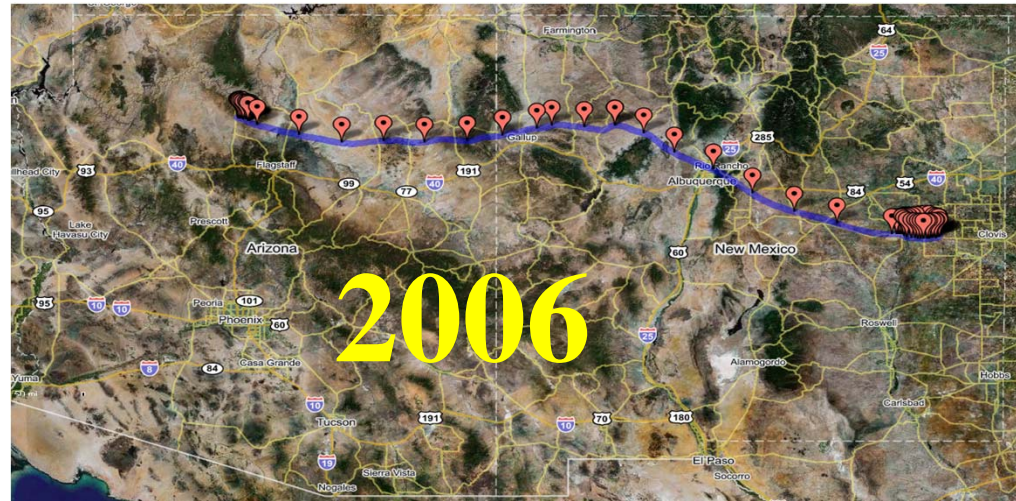 Farmington
64
25
285
Gallup
Flagstaff
93
40
191
Rio Rancho
25
Albuquerque
40
54
84
99
77
40
lhead City
95
Lake
Havasu City
Prescott
Arizona
New Mexico
60
Clovis
2006
95
10
10
Peoria
101
Phoenix
60
Casa Grande
84
8
Yuma
25
Roswell
Alamogordo
Hobbs
Carlsbad
10
Tucson
191
70
10
180
19
Sierra Vista
Nogales
El Paso
Socorro